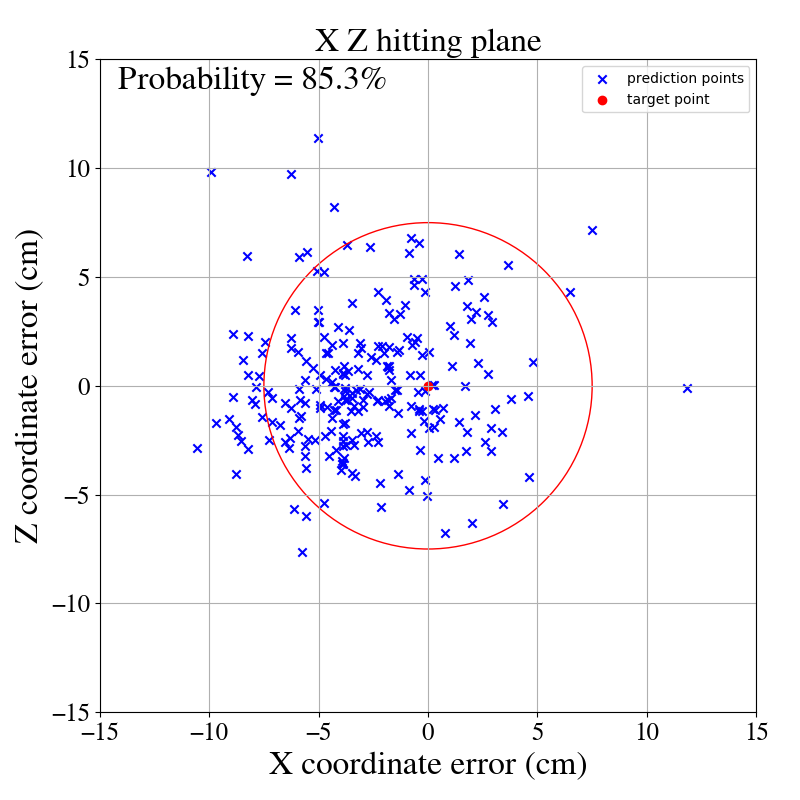 X Z hitting plane
Probability = 85.3%
prediction points
target point
15
10
5
0
−5
−10
−15
Z coordinate error (cm)
−15 −10 −5 0 5 10 15
X coordinate error (cm)